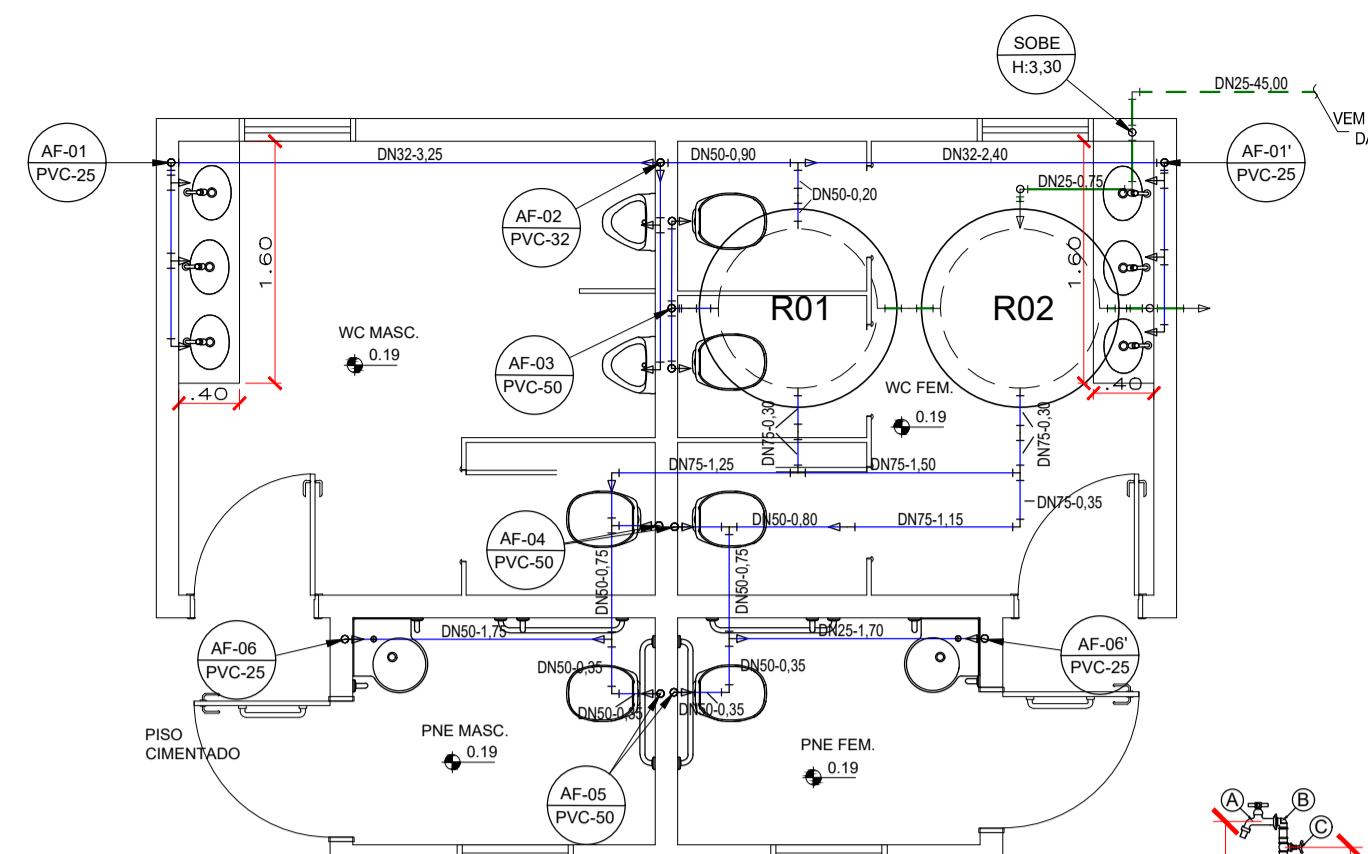 SOBE
H:3,30
DN25-45,00
VEM
DA
AF-01
PVC-25
DN32-3,25
DN50-0,90
DN32-2,40
AF-01'
PVC-25
DN25-0,75
DN50-0,20
AF-02
PVC-32
1.60
1.60
R01
R02
WC MASC.
0.19
AF-03
PVC-50
WC FEM.
0.19
.40
.40
DN75-0,30
DN75-0,30
DN75-1,25
DN75-1,50
DN75-0,35
DN50-0,80
DN75-1,15
AF-04
PVC-50
DN50-0,75
DN50-0,75
AF-06
PVC-25
DN50-1,75
DN25-1,70
AF-06'
PVC-25
DN50-0,35
DN50-0,35
DN50-0,35
DN50-0,35
PISO
CIMENTADO
PNE MASC.
0.19
PNE FEM.
0.19
AF-05
PVC-50
A
B
C